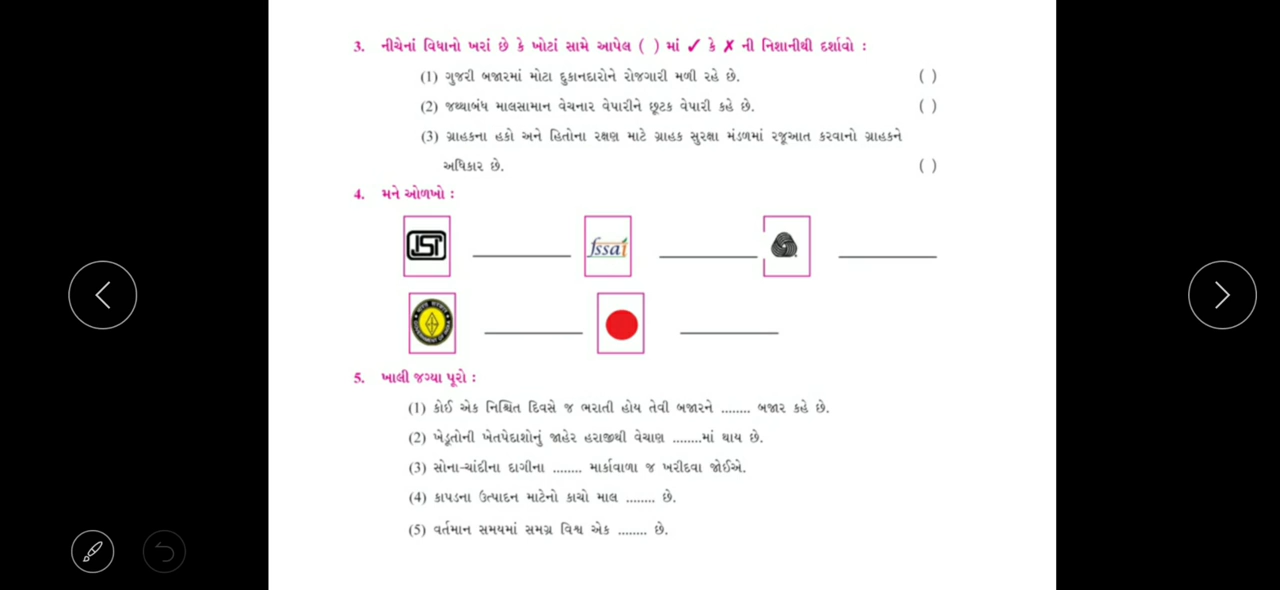 3. નીચેનાં વિધાનો ખરાં છે કે ખોટાં સામે આપેલ ( ) માં ✓ કે ✗ ની નિશાનીથી દર્શાવો :
(1) ગુજરી બજારમાં મોટા દુકાનદારોને રોજગારી મળી રહે છે. ( )
(2) જથ્થાબંધ માલસામાન વેચનાર વેપારીને છૂટક વેપારી કહે છે. ( )
(3) ગ્રાહકના હકો અને હિતોના રક્ષણ માટે ગ્રાહક સુરક્ષા મંડળમાં રજૂઆત કરવાનો ગ્રાહકને
અધિકાર છે. ( )
4. મને ઓળખો :
ISI fssai
5. ખાલી જગ્યા પૂરો :
(1) કોઈ એક નિશ્ચિત દિવસે જ ભરાતી હોય તેવી બજારને ........ બજાર કહે છે.
(2) ખેડૂતોની ખેતપેદાશોનું જાહેર હરાજીથી વેચાણ ........માં થાય છે.
(3) સોના-ચાંદીના દાગીના ........ માર્કાવાળા જ ખરીદવા જોઈએ.
(4) કાપડના ઉત્પાદન માટેનો કાચો માલ ........ છે.
(5) વર્તમાન સમયમાં સમગ્ર વિશ્વ એક ........ છે.